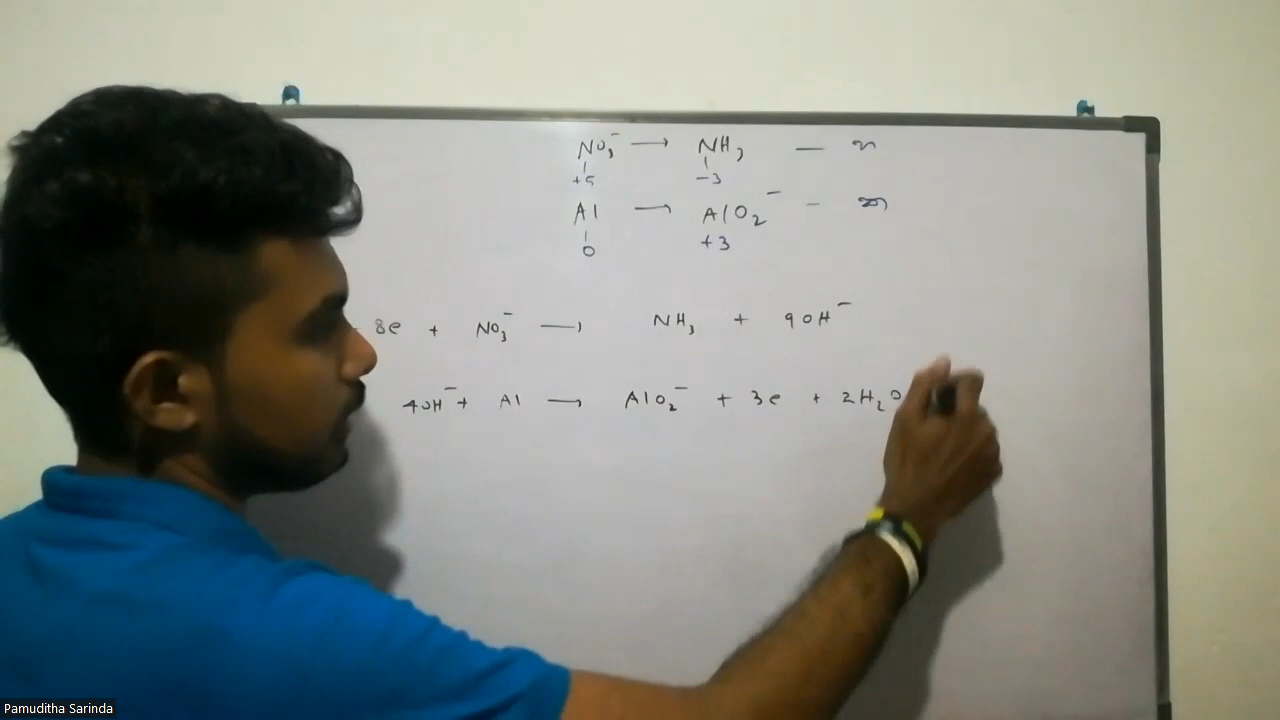 NO₃⁻ → NH₃ — න
+5 -3
Al → AlO₂⁻ -
0 +3
8e + NO₃⁻ → NH₃ + 9OH⁻
4OH⁻ + Al → AlO₂⁻ + 3e + 2H₂O
Pamuditha Sarinda